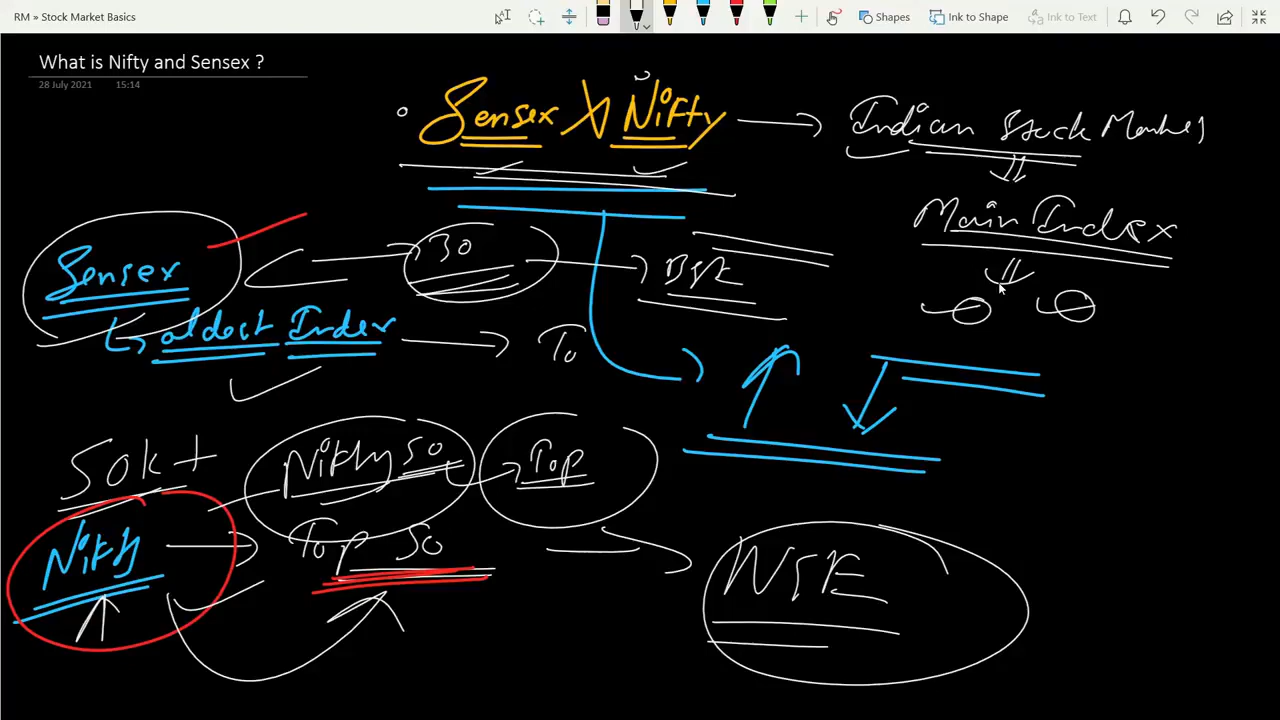 RM » Stock Market Basics
Shapes
Ink to Shape
Ink to Text
What is Nifty and Sensex ?
28 July 2021 15:14
Sensex Nifty
Indian Stock Market
Main Index
Sensex
30
BSE
oldest Index
To
50k+
Nifty 50
Top
Nifty
Top 50
NSE